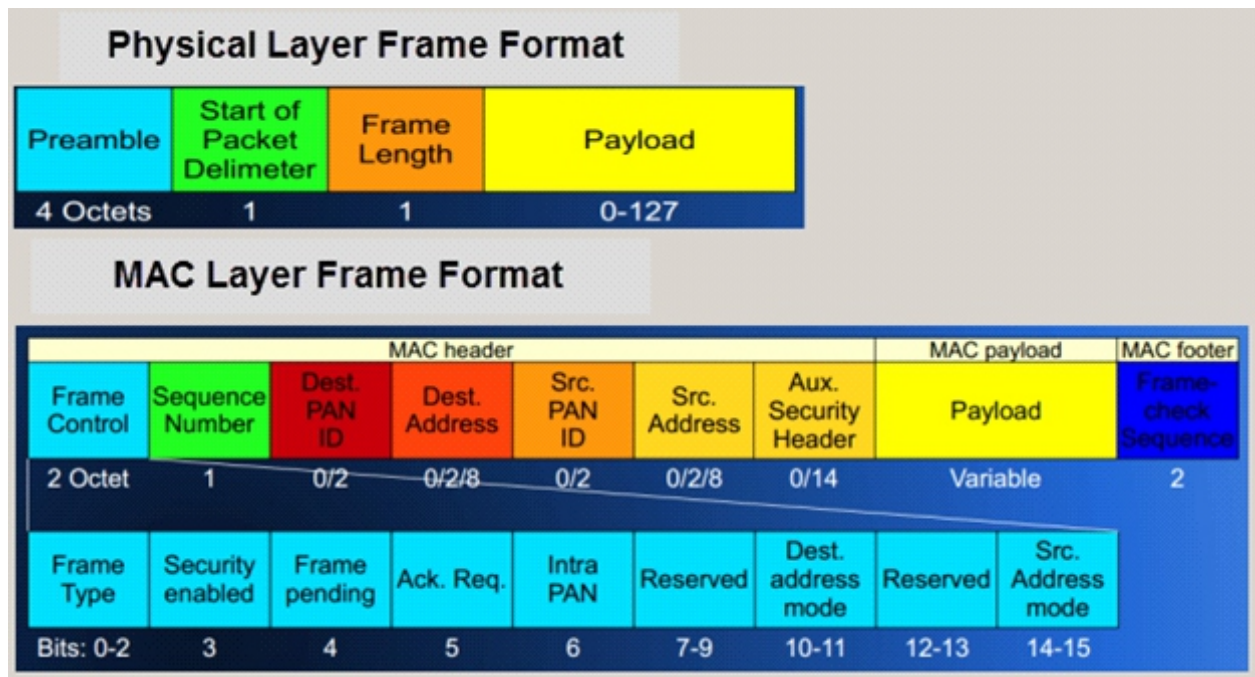 Physical Layer Frame Format
Preamble
Start of
Packet
Delimeter
Frame
Length
Payload
4 Octets 1 1 0-127
MAC Layer Frame Format
MAC header MAC payload MAC footer
Frame
Control
Sequence
Number
Dest.
PAN
ID
Dest.
Address
Src.
PAN
ID
Src.
Address
Aux.
Security
Header
Payload
Frame-
check
Sequence
2 Octet 1 0/2 0/2/8 0/2 0/2/8 0/14 Variable 2
Frame
Type
Security
enabled
Frame
pending
Ack. Req.
Intra
PAN
Reserved
Dest.
address
mode
Reserved
Src.
Address
mode
Bits: 0-2 3 4 5 6 7-9 10-11 12-13 14-15